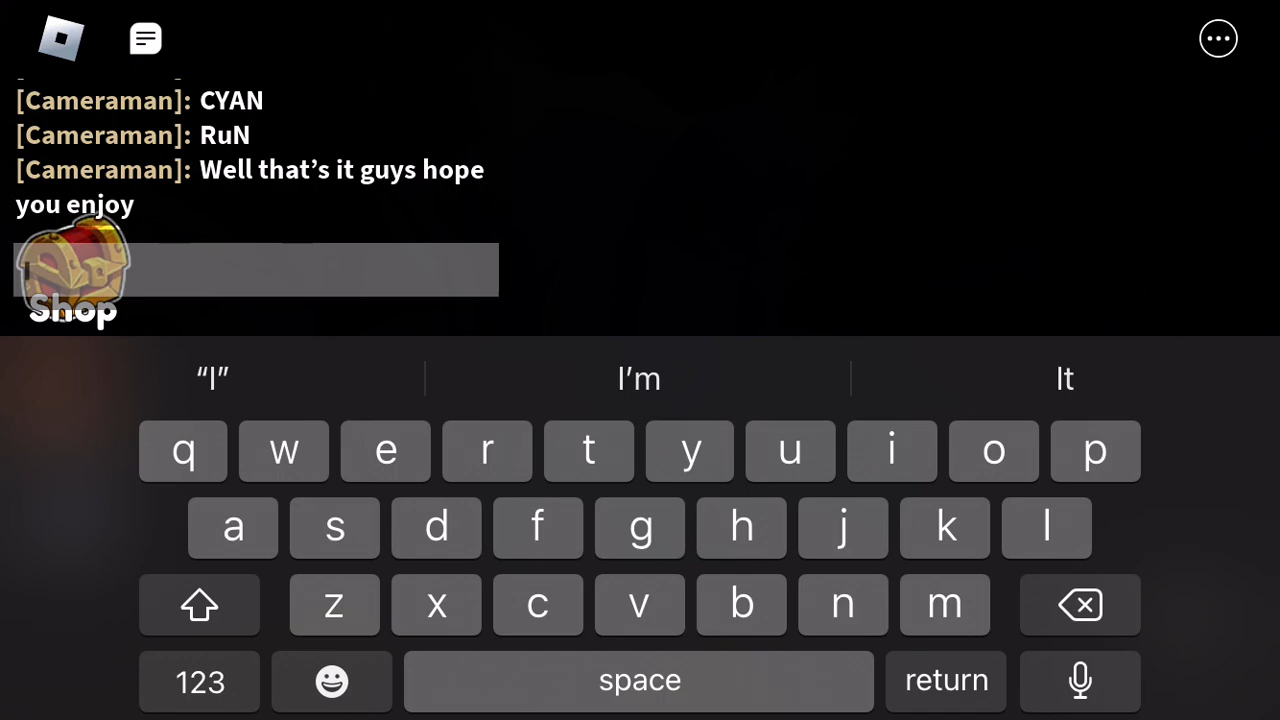 [Cameraman]: CYAN
[Cameraman]: RuN
[Cameraman]: Well that’s it guys hope
you enjoy
I
Shop
“I” I’m It
q w e r t y u i o p
a s d f g h j k l
z x c v b n m
123 space return